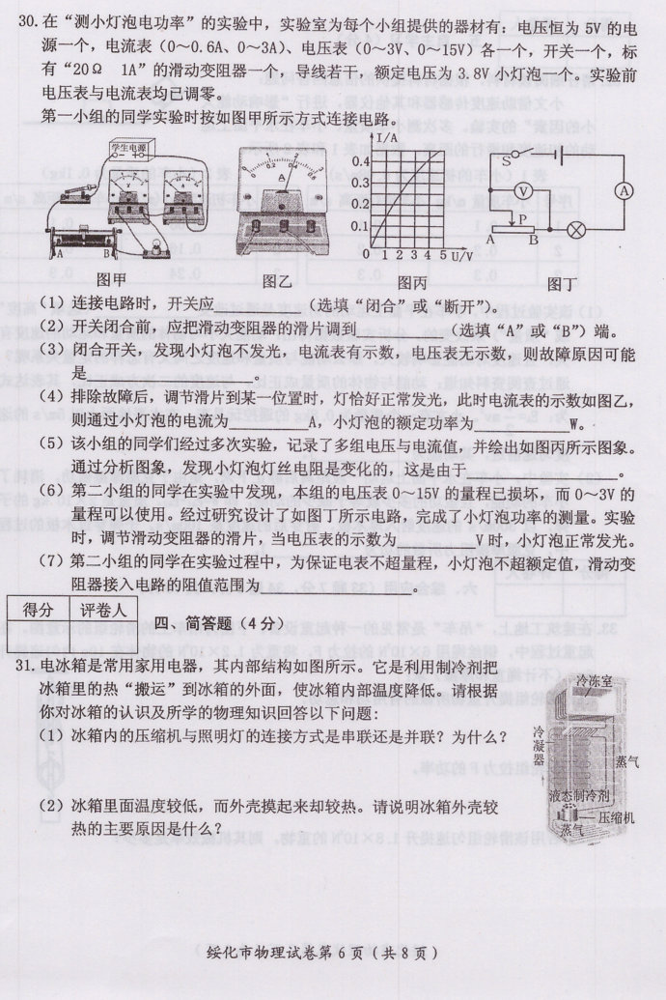 30. 在“测小灯泡电功率”的实验中，实验室为每个小组提供的器材有：电压恒为 5V 的电
源一个，电流表（0～0.6A、0～3A）、电压表（0～3V、0～15V）各一个，开关一个，标
有“20Ω 1A”的滑动变阻器一个，导线若干，额定电压为 3.8V 小灯泡一个。实验前
电压表与电流表均已调零。
第一小组的同学实验时按如图甲所示方式连接电路。
学生电源
A B
图甲
0 0.2 0.4 0.6
A
图乙
I/A
0.4
0.3
0.2
0.1
0 1 2 3 4 5 U/V
图丙
S
V
A
P
A B
图丁
（1）连接电路时，开关应________（选填“闭合”或“断开”）。
（2）开关闭合前，应把滑动变阻器的滑片调到________（选填“A”或“B”）端。
（3）闭合开关，发现小灯泡不发光，电流表有示数，电压表无示数，则故障原因可能
是________________。
（4）排除故障后，调节滑片到某一位置时，灯恰好正常发光，此时电流表的示数如图乙，
则通过小灯泡的电流为________A，小灯泡的额定功率为________W。
（5）该小组的同学们经过多次实验，记录了多组电压与电流值，并绘出如图丙所示图象。
通过分析图象，发现小灯泡灯丝电阻是变化的，这是由于________________。
（6）第二小组的同学在实验中发现，本组的电压表 0～15V 的量程已损坏，而 0～3V 的
量程可以使用。经过研究设计了如图丁所示电路，完成了小灯泡功率的测量。实验
时，调节滑动变阻器的滑片，当电压表的示数为________V 时，小灯泡正常发光。
（7）第二小组的同学在实验过程中，为保证电表不超量程，小灯泡不超额定值，滑动变
阻器接入电路的阻值范围为________________。
得分 评卷人
四、简答题（4 分）
31. 电冰箱是常用家用电器，其内部结构如图所示。它是利用制冷剂把
冰箱里的热“搬运”到冰箱的外面，使冰箱内部温度降低。请根据
你对冰箱的认识及所学的物理知识回答以下问题：
（1）冰箱内的压缩机与照明灯的连接方式是串联还是并联？为什么？
（2）冰箱里面温度较低，而外壳摸起来却较热。请说明冰箱外壳较
热的主要原因是什么？
冷冻室
冷凝器
蒸气
液态制冷剂
压缩机
蒸气
绥化市物理试卷第 6 页（共 8 页）